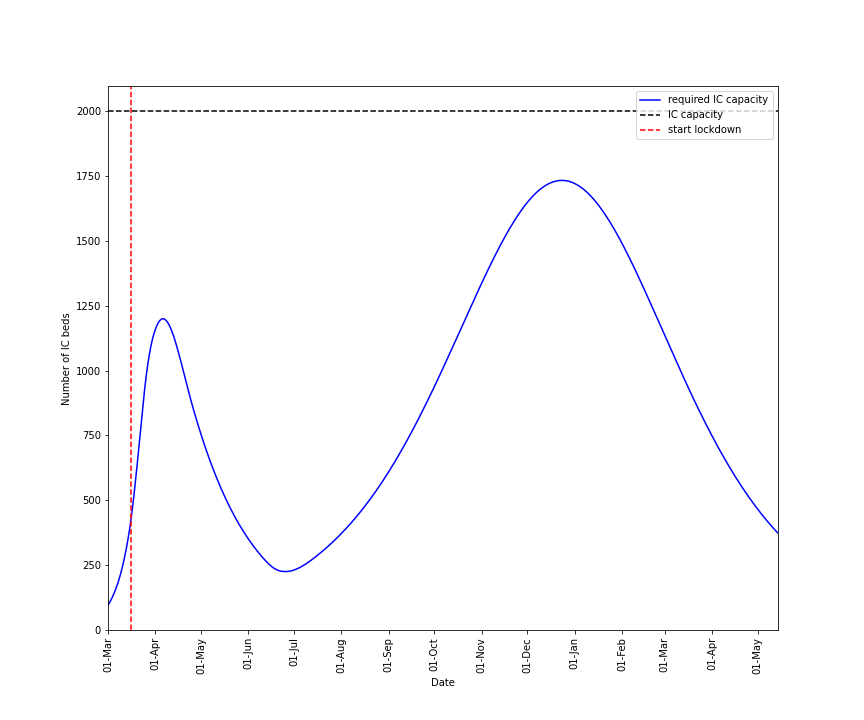 required IC capacity
IC capacity
start lockdown
2000
1750
1500
1250
1000
750
500
250
0
Number of IC beds
01-Mar
01-Apr
01-May
01-Jun
01-Jul
01-Aug
01-Sep
01-Oct
01-Nov
01-Dec
01-Jan
01-Feb
01-Mar
01-Apr
01-May
Date